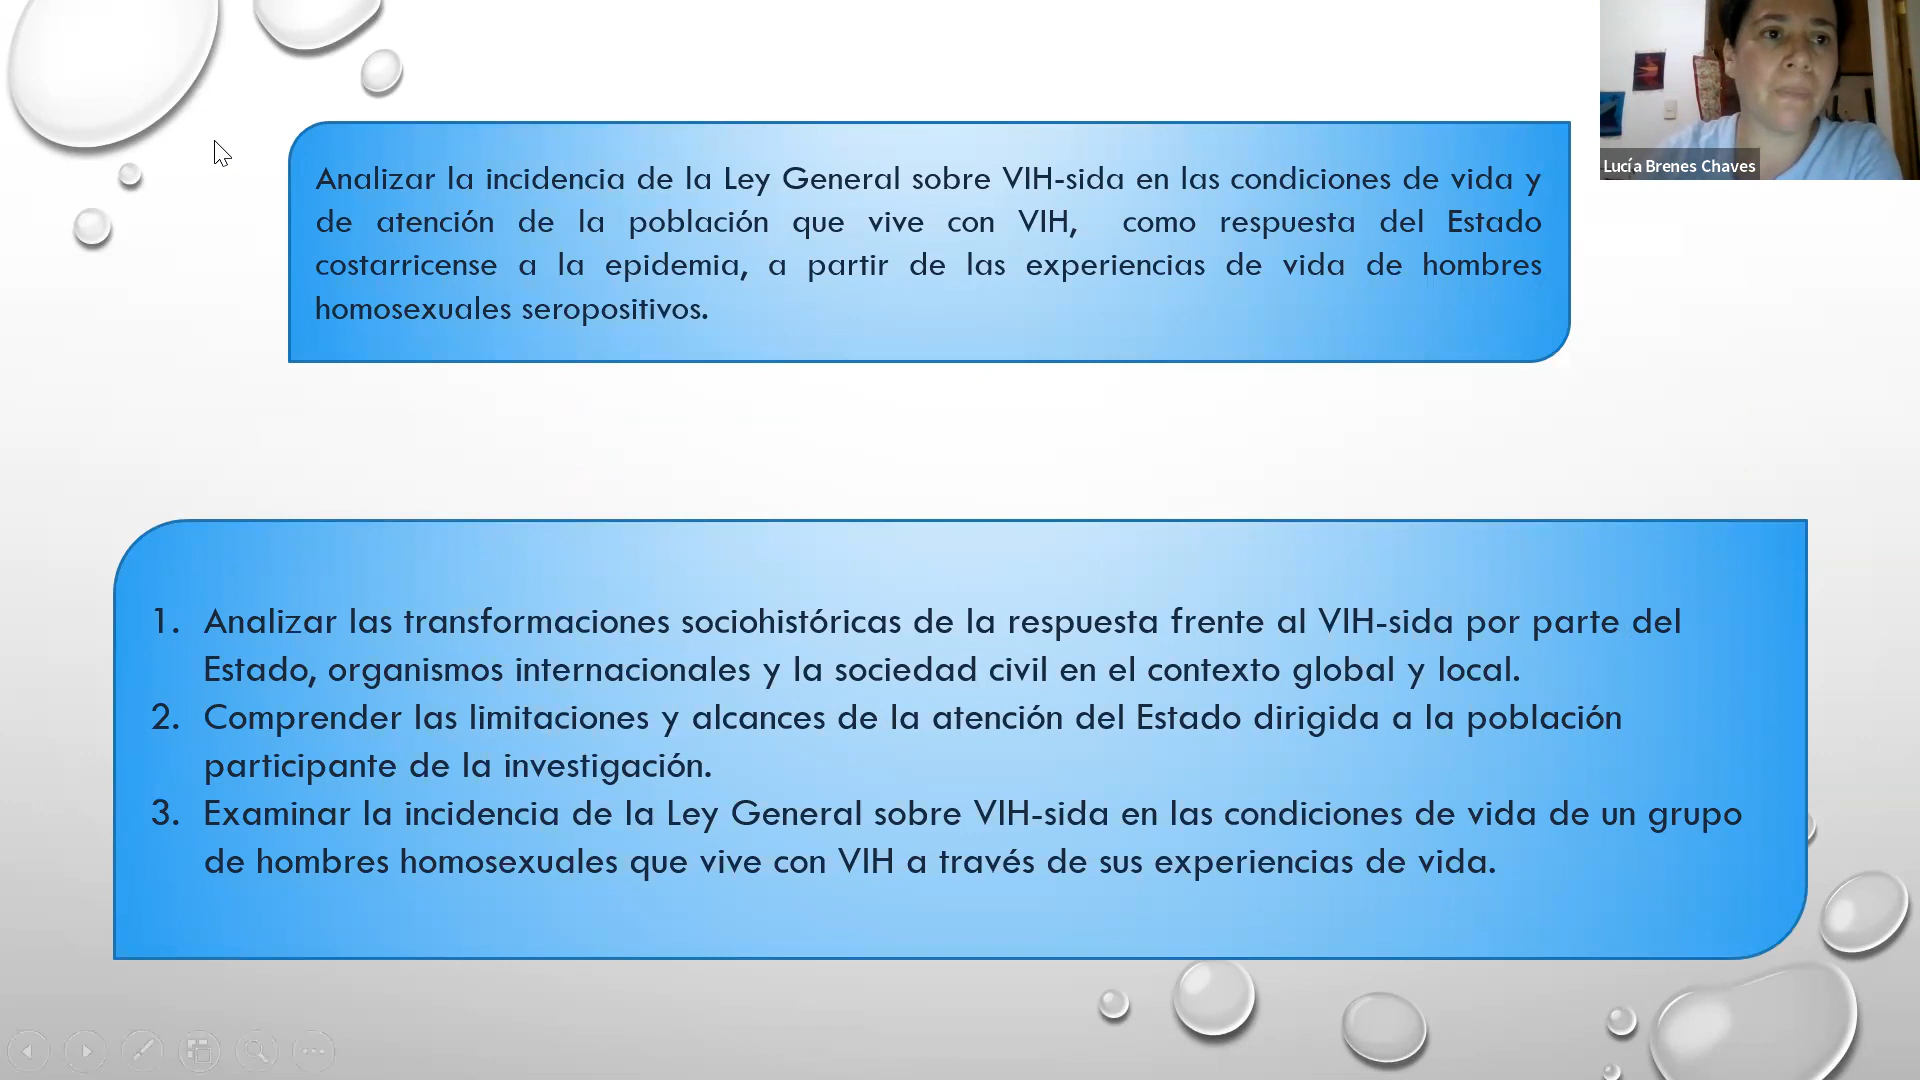 Analizar la incidencia de la Ley General sobre VIH-sida en las condiciones de vida y
de atención de la población que vive con VIH, como respuesta del Estado
costarricense a la epidemia, a partir de las experiencias de vida de hombres
homosexuales seropositivos.
Lucía Brenes Chaves
1. Analizar las transformaciones sociohistóricas de la respuesta frente al VIH-sida por parte del
Estado, organismos internacionales y la sociedad civil en el contexto global y local.
2. Comprender las limitaciones y alcances de la atención del Estado dirigida a la población
participante de la investigación.
3. Examinar la incidencia de la Ley General sobre VIH-sida en las condiciones de vida de un grupo
de hombres homosexuales que vive con VIH a través de sus experiencias de vida.